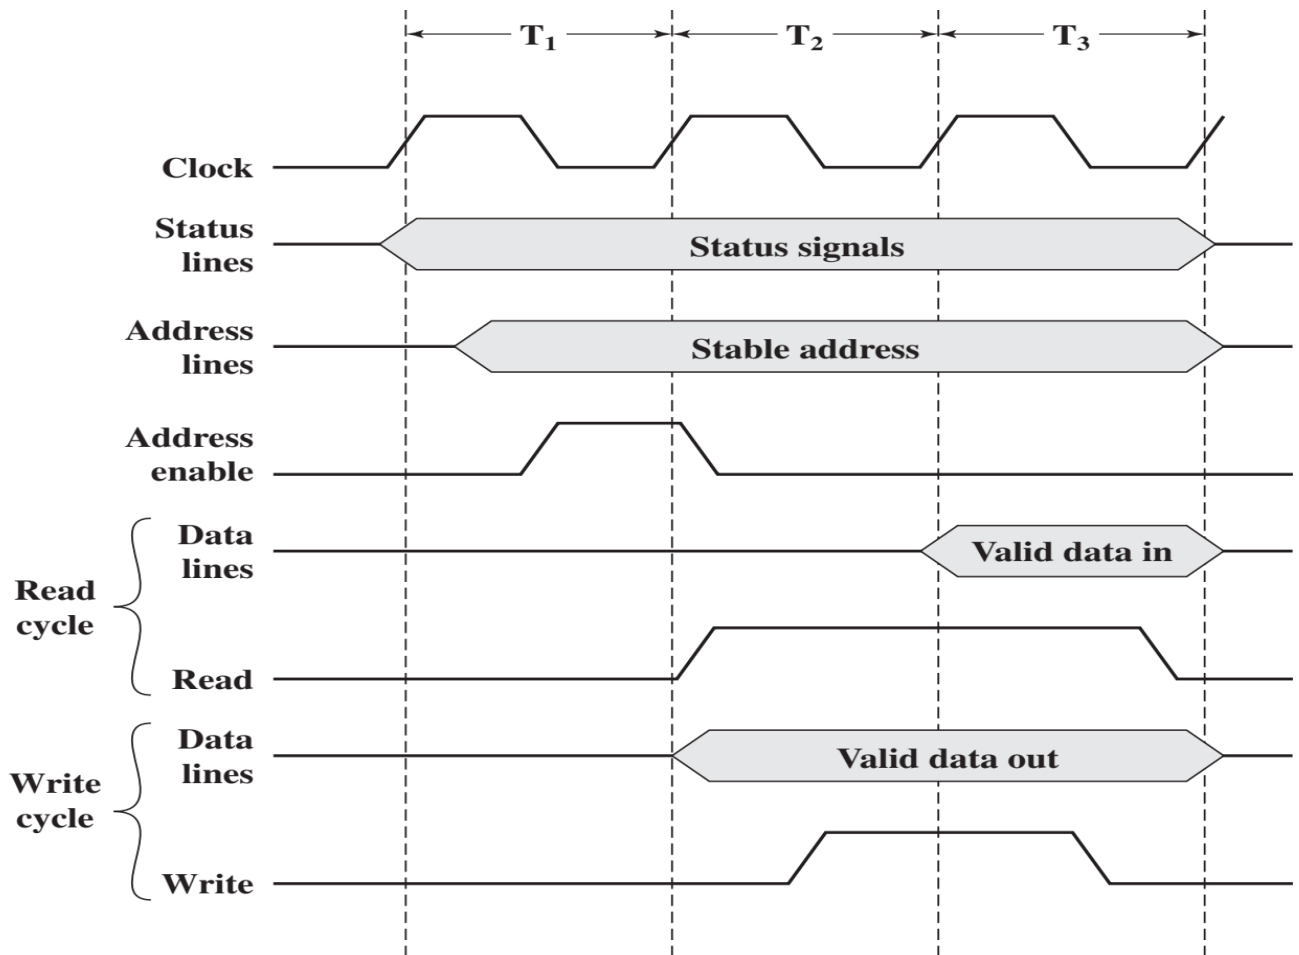 T₁ T₂ T₃
Clock
Status
lines
Status signals
Address
lines
Stable address
Address
enable
Read
cycle
Data
lines
Valid data in
Read
Write
cycle
Data
lines
Valid data out
Write